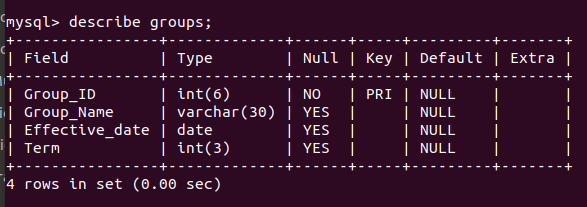 mysql> describe groups;
+----------------+-------------+------+-----+---------+-------+
| Field          | Type        | Null | Key | Default | Extra |
+----------------+-------------+------+-----+---------+-------+
| Group_ID       | int(6)      | NO   | PRI | NULL    |       |
| Group_Name     | varchar(30) | YES  |     | NULL    |       |
| Effective_date | date        | YES  |     | NULL    |       |
| Term           | int(3)      | YES  |     | NULL    |       |
+----------------+-------------+------+-----+---------+-------+
4 rows in set (0.00 sec)